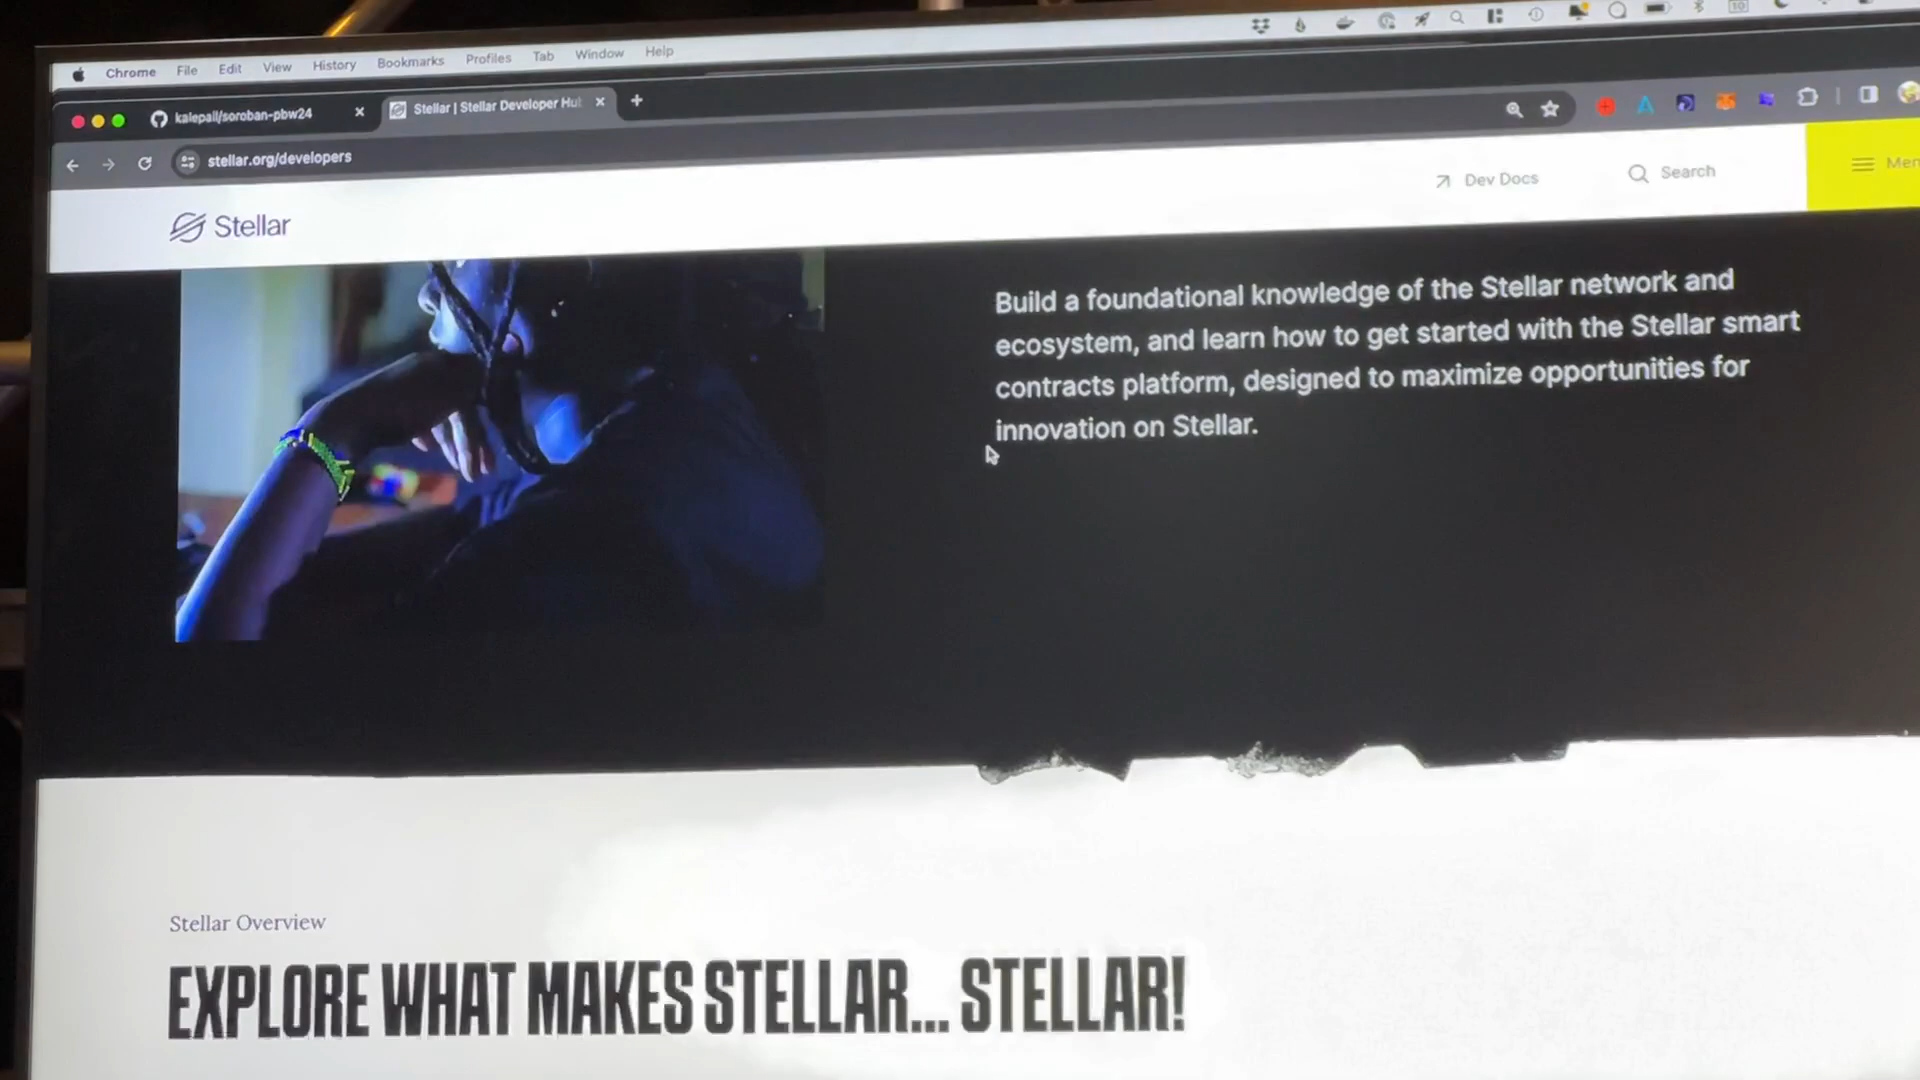 Chrome File Edit View History Bookmarks Profiles Tab Window Help
kalepail/soroban-pbw24
Stellar | Stellar Developer Hub
stellar.org/developers
Stellar
Dev Docs
Search
Build a foundational knowledge of the Stellar network and
ecosystem, and learn how to get started with the Stellar smart
contracts platform, designed to maximize opportunities for
innovation on Stellar.
Stellar Overview
EXPLORE WHAT MAKES STELLAR... STELLAR!